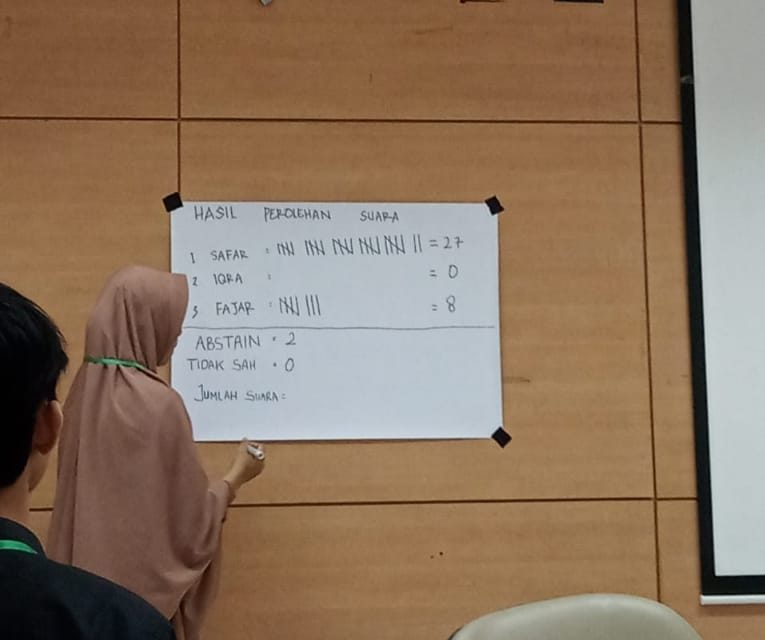 HASIL PEROLEHAN SUARA
1 SAFAR : = 27
2 IQRA : = 0
3 FAJAR : = 8
ABSTAIN : 2
TIDAK SAH : 0
JUMLAH SUARA =